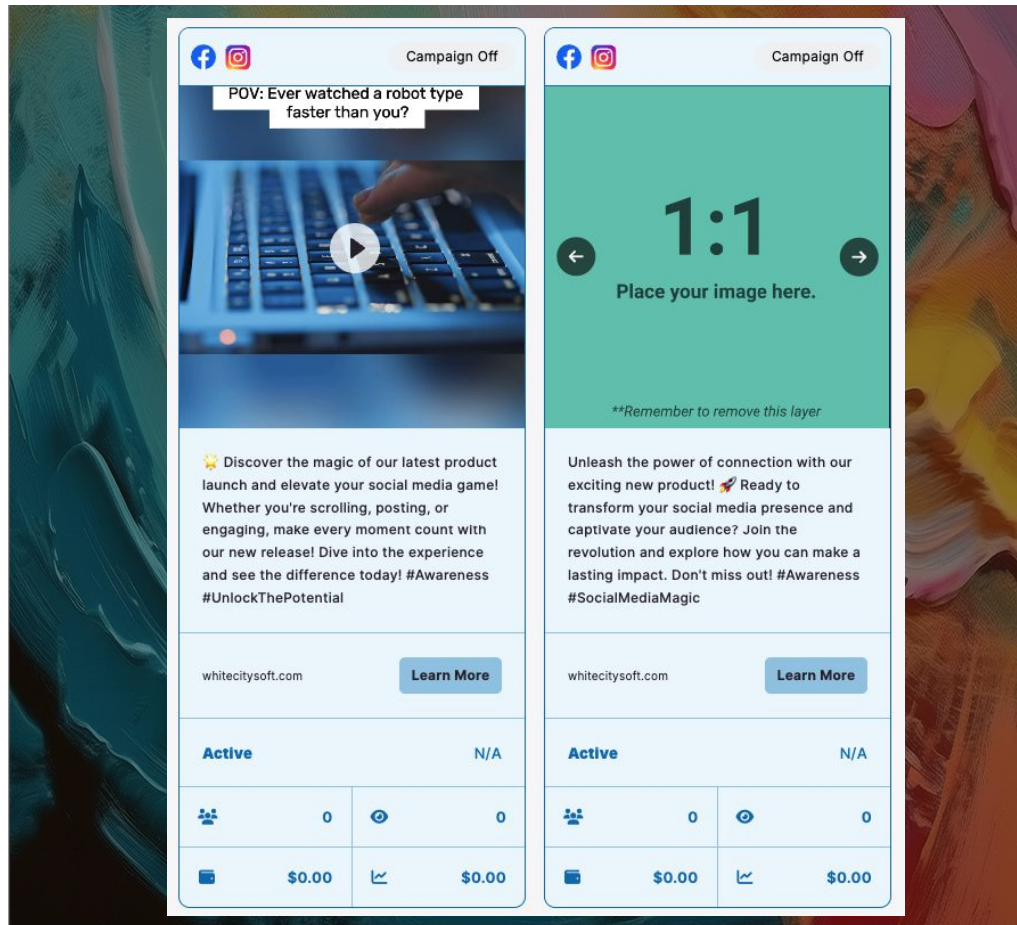 Campaign Off
POV: Ever watched a robot type
faster than you?
🌟 Discover the magic of our latest product
launch and elevate your social media game!
Whether you're scrolling, posting, or
engaging, make every moment count with
our new release! Dive into the experience
and see the difference today! #Awareness
#UnlockThePotential
whitecitysoft.com
Learn More
Active
N/A
0
0
$0.00
$0.00
Campaign Off
1:1
Place your image here.
**Remember to remove this layer
Unleash the power of connection with our
exciting new product! 🚀 Ready to
transform your social media presence and
captivate your audience? Join the
revolution and explore how you can make a
lasting impact. Don't miss out! #Awareness
#SocialMediaMagic
whitecitysoft.com
Learn More
Active
N/A
0
0
$0.00
$0.00